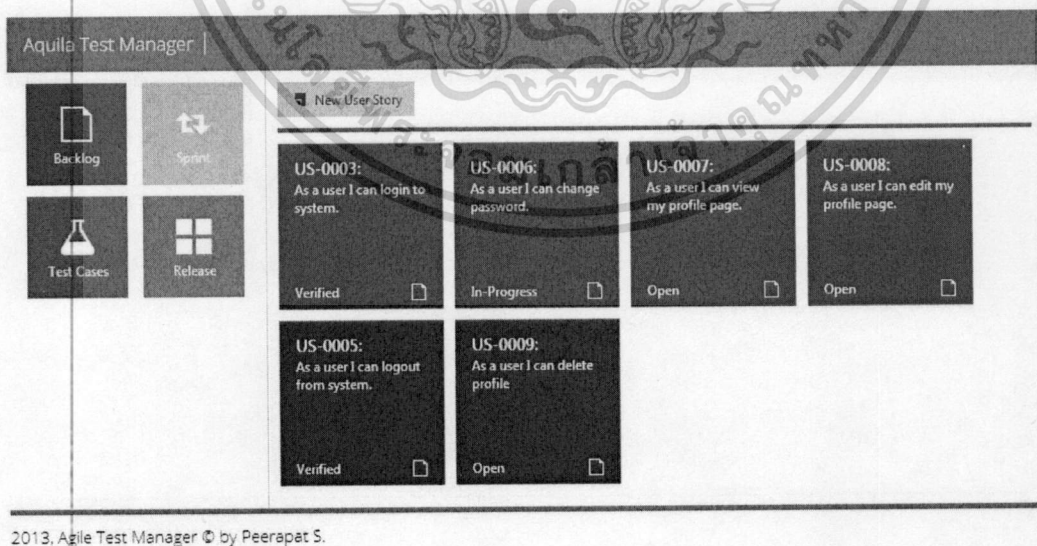 Aquila Test Manager
Backlog
Sprint
Test Cases
Release
New User Story
US-0003:
As a user I can login to
system.
Verified
US-0006:
As a user I can change
password.
In-Progress
US-0007:
As a user I can view
my profile page.
Open
US-0008:
As a user I can edit my
profile page.
Open
US-0005:
As a user I can logout
from system.
Verified
US-0009:
As a user I can delete
profile
Open
2013, Agile Test Manager © by Peerapat S.